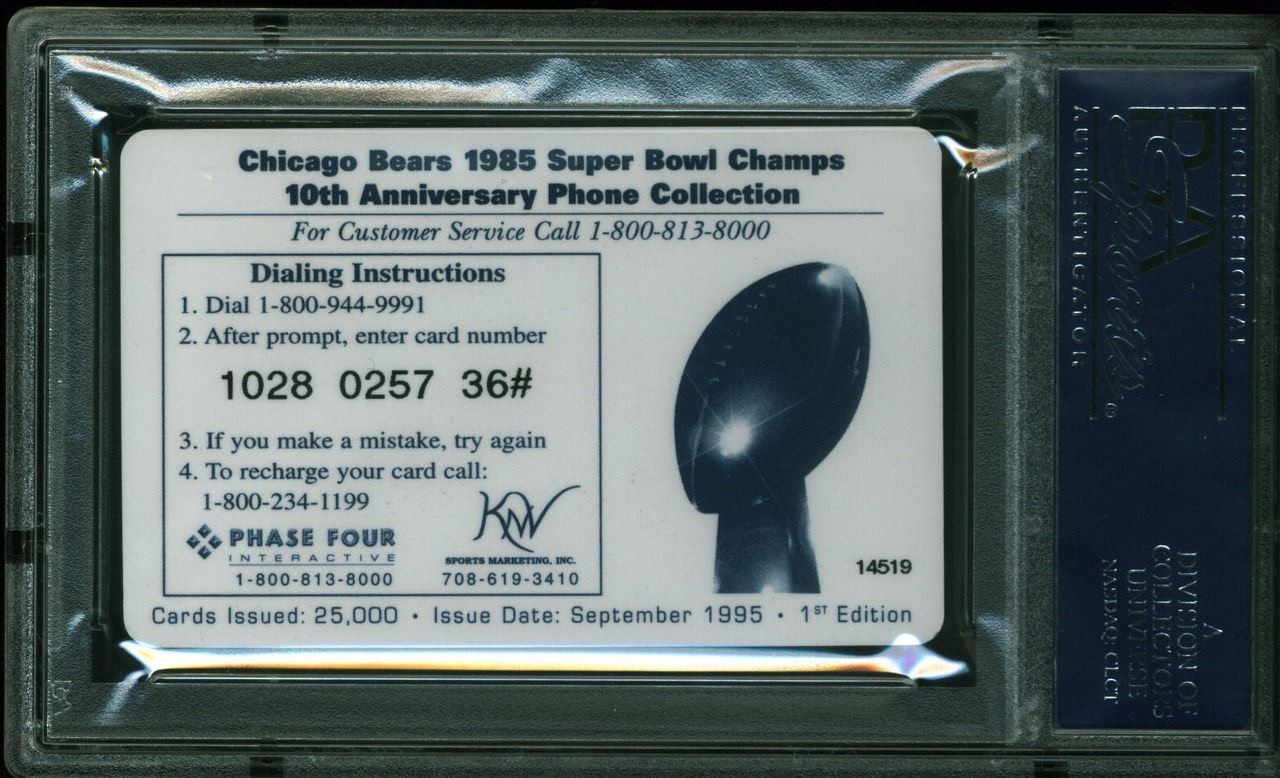 Chicago Bears 1985 Super Bowl Champs
10th Anniversary Phone Collection
For Customer Service Call 1-800-813-8000
Dialing Instructions
1. Dial 1-800-944-9991
2. After prompt, enter card number
1028 0257 36#
3. If you make a mistake, try again
4. To recharge your card call:
1-800-234-1199
PHASE FOUR
INTERACTIVE
1-800-813-8000
KNW
SPORTS MARKETING, INC.
708-619-3410
14519
Cards Issued: 25,000 • Issue Date: September 1995 • 1ST Edition
PROFESSIONAL
PSA
Sports
®
AUTHENTICATOR
A
DIVISION OF
COLLECTORS
UNIVERSE
NASDAQ: CLCT
PSA